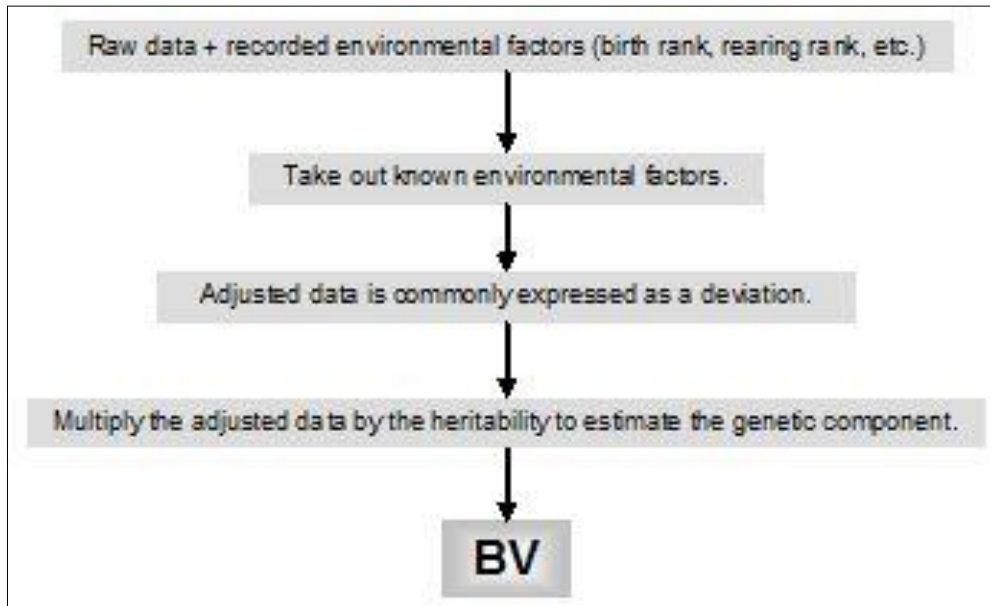 Raw data + recorded environmental factors (birth rank, rearing rank, etc.)
Take out known environmental factors.
Adjusted data is commonly expressed as a deviation.
Multiply the adjusted data by the heritability to estimate the genetic component.
BV